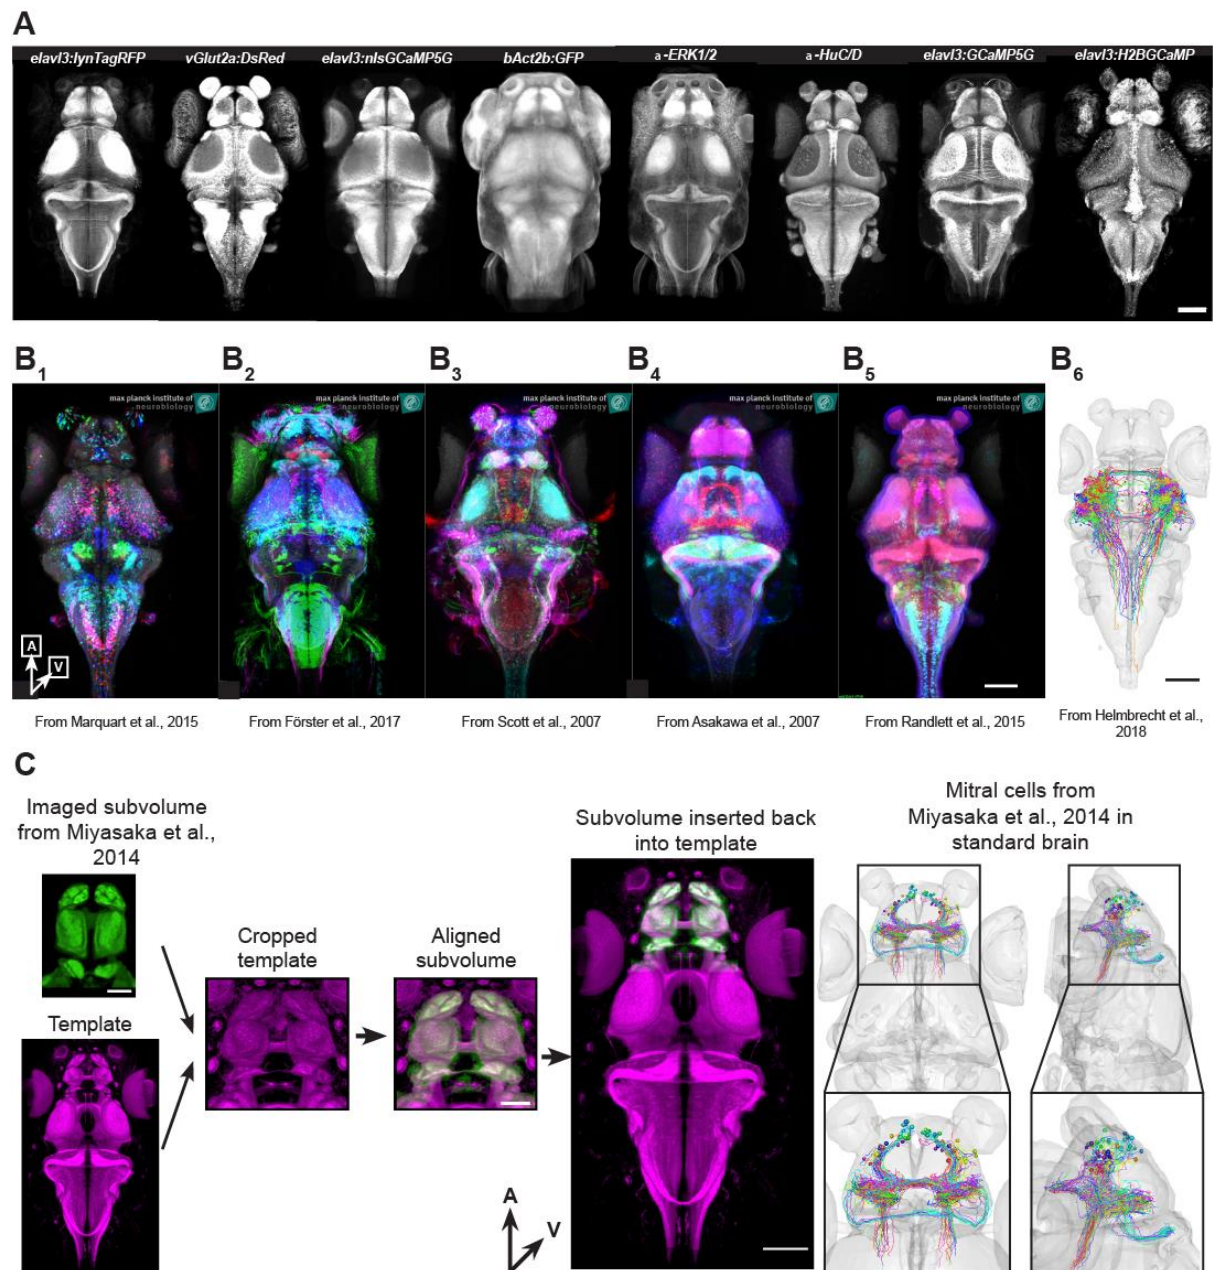 A
elavl3:lynTagRFP vGlut2a:DsRed elavl3:nlsGCaMP5G bAct2b:GFP a-ERK1/2 a-HuC/D elavl3:GCaMP5G elavl3:H2BGCaMP
B1 B2 B3 B4 B5 B6
max planck institute of max planck institute of max planck institute of max planck institute of max planck institute of
neurobiology neurobiology neurobiology neurobiology neurobiology
A
V
From Marquart et al., 2015 From Förster et al., 2017 From Scott et al., 2007 From Asakawa et al., 2007 From Randlett et al., 2015 From Helmbrecht et al.,
2018
C
Imaged subvolume
from Miyasaka et al.,
2014
Template
Cropped
template
Aligned
subvolume
Subvolume inserted back
into template
Mitral cells from
Miyasaka et al., 2014 in
standard brain
A
V